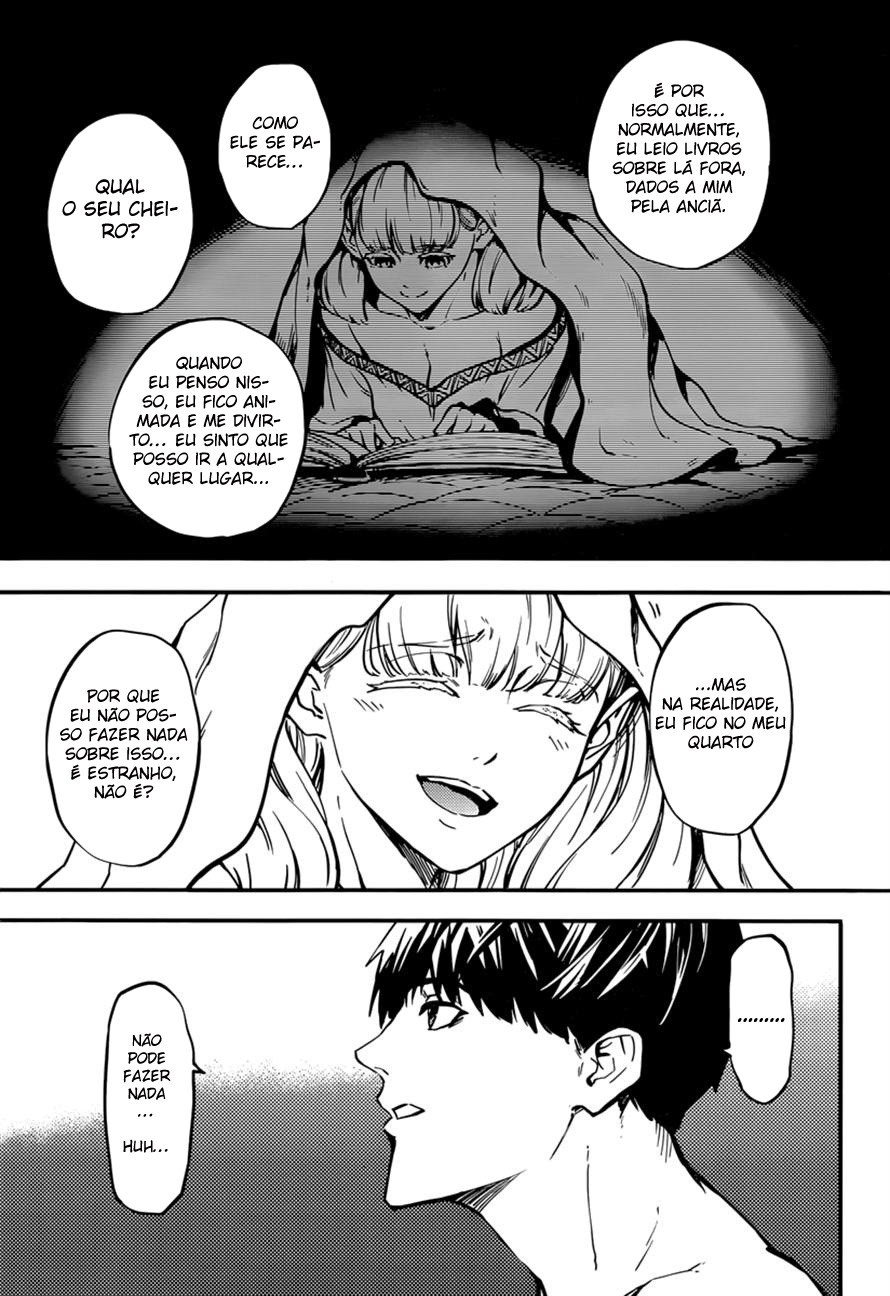 É POR
ISSO QUE...
NORMALMENTE,
EU LEIO LIVROS
SOBRE LÁ FORA,
DADOS A MIM
PELA ANCIÃ.
COMO
ELE SE PA-
RECE...
QUAL
O SEU CHEI-
RO?
QUANDO
EU PENSO NIS-
SO, EU FICO ANI-
MADA E ME DIVIR-
TO... EU SINTO QUE
POSSO IR A QUAL-
QUER LUGAR...
...MAS
NA REALIDADE,
EU FICO NO MEU
QUARTO
POR QUE
EU NÃO POS-
SO FAZER NADA
SOBRE ISSO...
É ESTRANHO,
NÃO É?
..........
NÃO
PODE
FAZER
NADA
...
HUH...